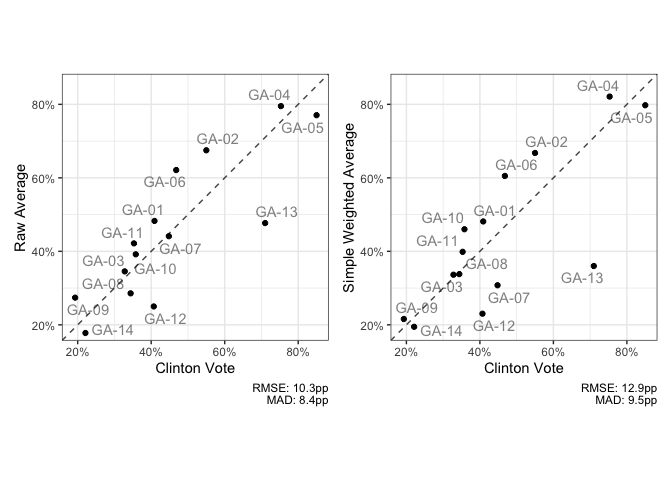 GA-04
GA-05
GA-02
GA-06
GA-13
GA-01
GA-11
GA-07
GA-03
GA-10
GA-08
GA-09
GA-12
GA-14
80%
60%
40%
20%
Raw Average
20%
40%
60%
80%
Clinton Vote
RMSE: 10.3pp
MAD: 8.4pp
GA-04
GA-05
GA-02
GA-06
GA-10
GA-01
GA-11
GA-08
GA-13
GA-03
GA-07
GA-09
GA-12
GA-14
80%
60%
40%
20%
Simple Weighted Average
20%
40%
60%
80%
Clinton Vote
RMSE: 12.9pp
MAD: 9.5pp